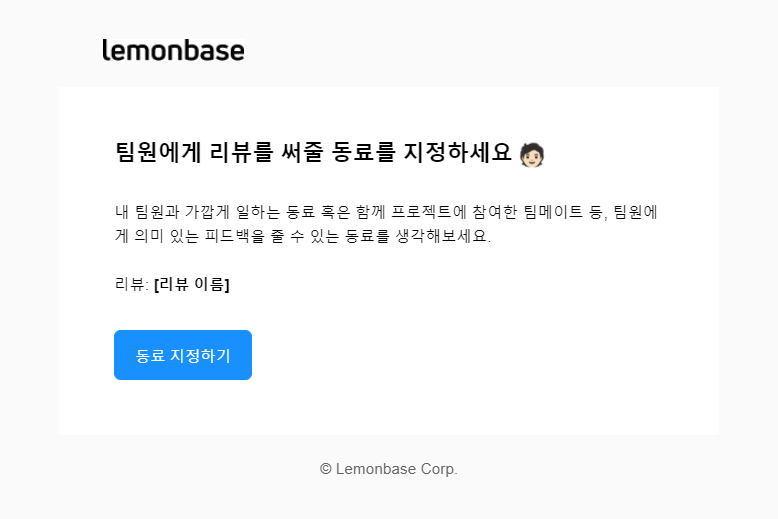 lemonbase
팀원에게 리뷰를 써줄 동료를 지정하세요 🧑🏻
내 팀원과 가깝게 일하는 동료 혹은 함께 프로젝트에 참여한 팀메이트 등, 팀원에
게 의미 있는 피드백을 줄 수 있는 동료를 생각해보세요.
리뷰: [리뷰 이름]
동료 지정하기
© Lemonbase Corp.